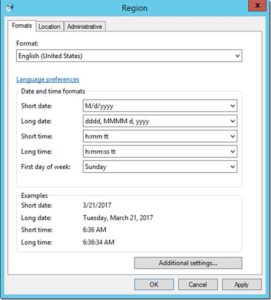 Region
Formats Location Administrative
Format:
English (United States)
Language preferences
Date and time formats
Short date: M/d/yyyy
Long date: dddd, MMMM d, yyyy
Short time: h:mm tt
Long time: h:mm:ss tt
First day of week: Sunday
Examples
Short date: 3/21/2017
Long date: Tuesday, March 21, 2017
Short time: 6:36 AM
Long time: 6:36:34 AM
Additional settings...
OK Cancel Apply